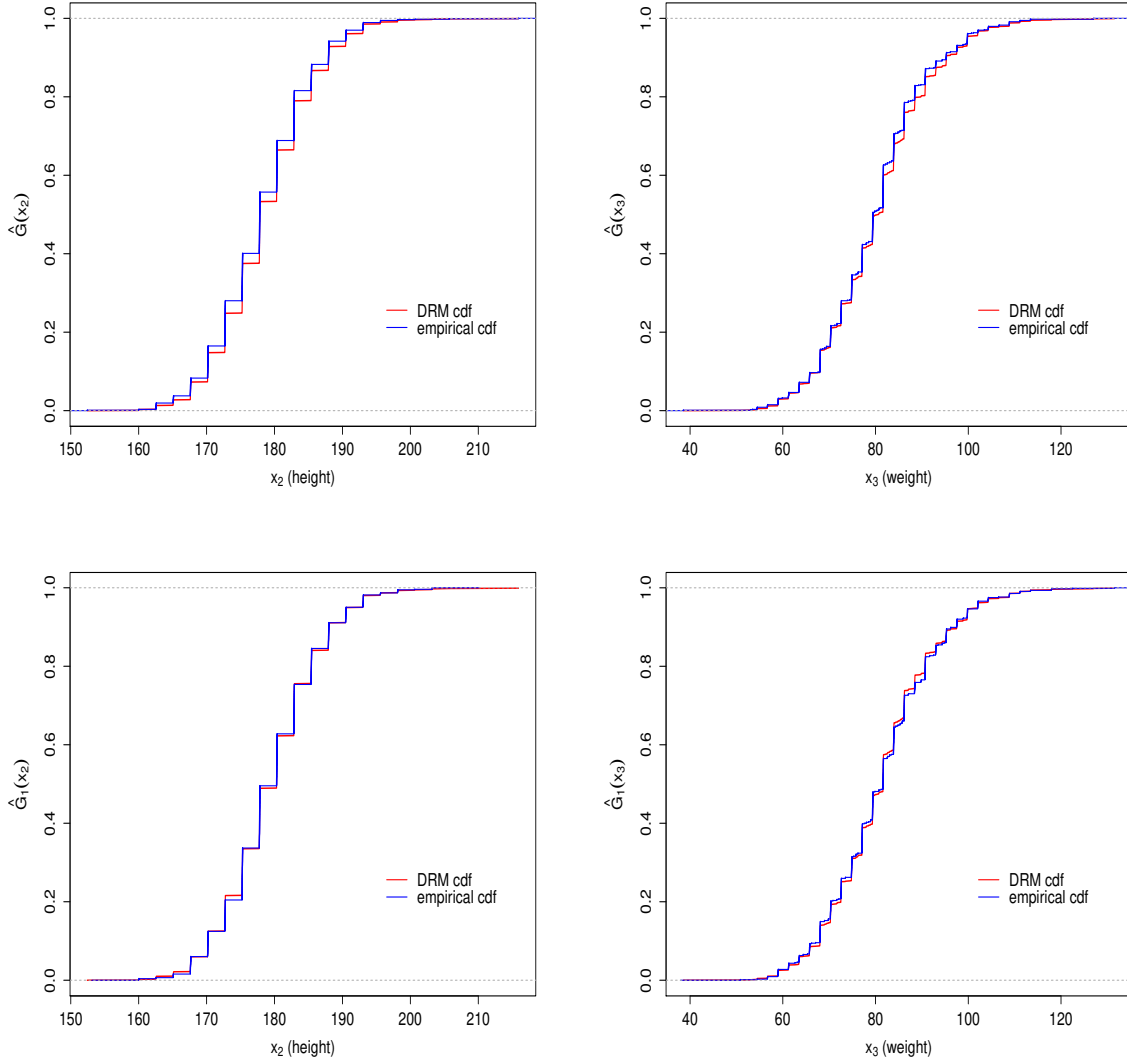 1.0
0.8
0.6
0.4
0.2
0.0
Ĝ(x₂)
DRM cdf
empirical cdf
150 160 170 180 190 200 210
x₂ (height)
1.0
0.8
0.6
0.4
0.2
0.0
Ĝ(x₃)
DRM cdf
empirical cdf
40 60 80 100 120
x₃ (weight)
1.0
0.8
0.6
0.4
0.2
0.0
Ĝ₁(x₂)
DRM cdf
empirical cdf
150 160 170 180 190 200 210
x₂ (height)
1.0
0.8
0.6
0.4
0.2
0.0
Ĝ₁(x₃)
DRM cdf
empirical cdf
40 60 80 100 120
x₃ (weight)